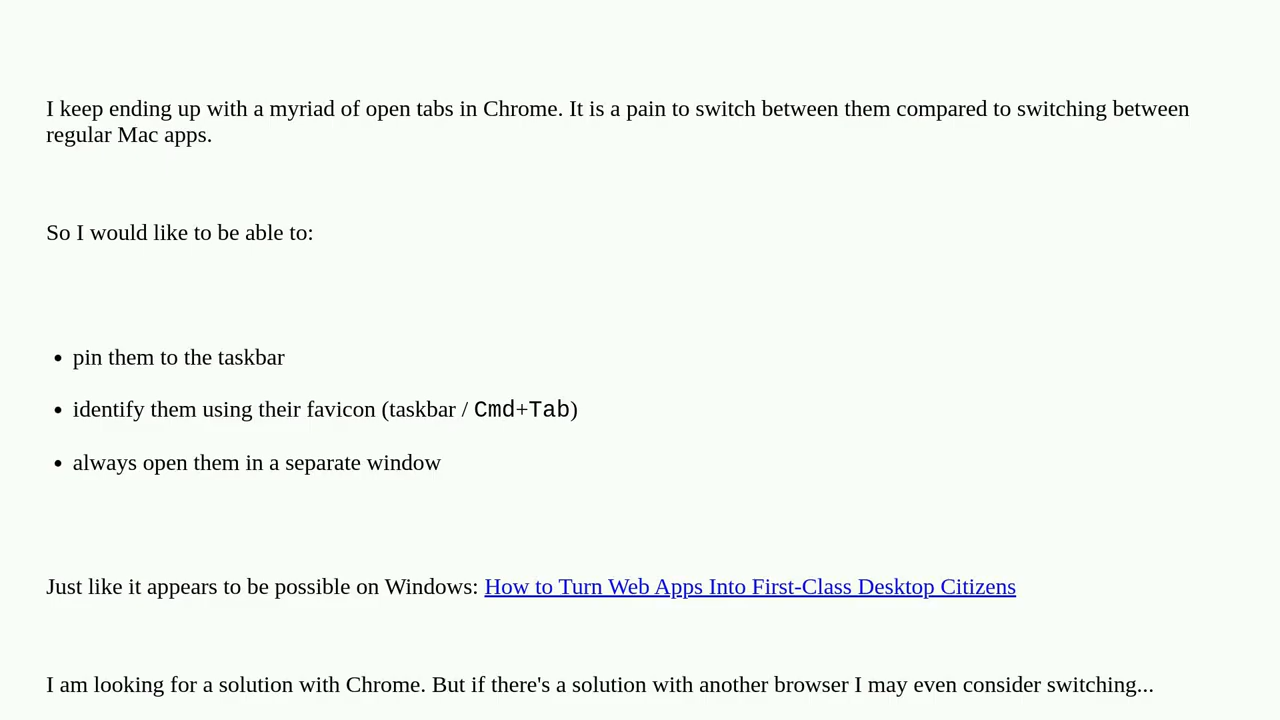 I keep ending up with a myriad of open tabs in Chrome. It is a pain to switch between them compared to switching between
regular Mac apps.
So I would like to be able to:
• pin them to the taskbar
• identify them using their favicon (taskbar / Cmd+Tab)
• always open them in a separate window
Just like it appears to be possible on Windows: How to Turn Web Apps Into First-Class Desktop Citizens
I am looking for a solution with Chrome. But if there's a solution with another browser I may even consider switching...